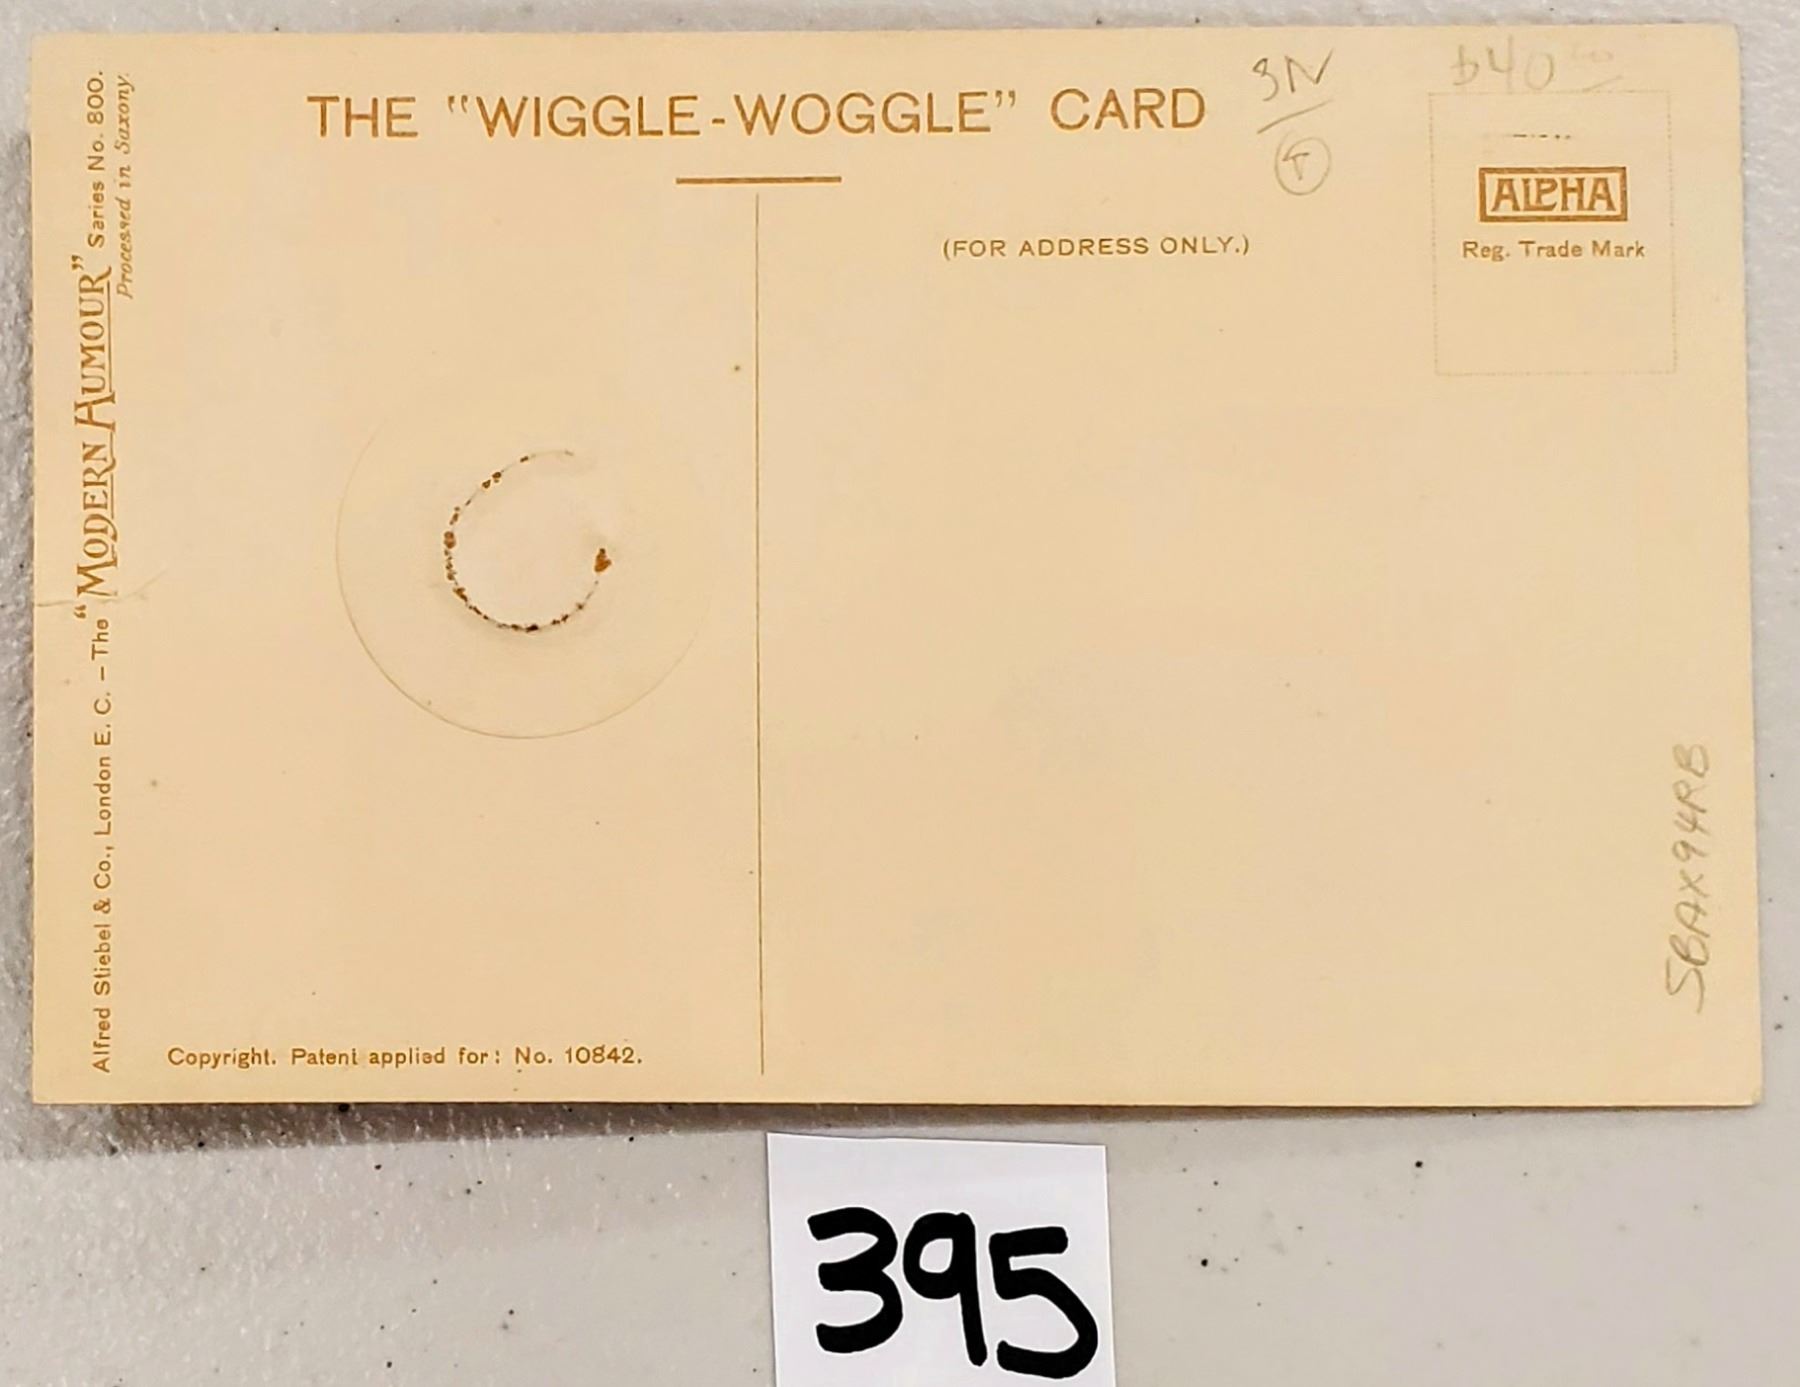 THE "WIGGLE-WOGGLE" CARD
3N
T
$40
ALPHA
Reg. Trade Mark
(FOR ADDRESS ONLY.)
Alfred Stiebel & Co., London E. C. – The "MODERN HUMOUR" Series No. 800.
Processed in Saxony.
Copyright. Patent applied for: No. 10842.
5BAX94RB
395